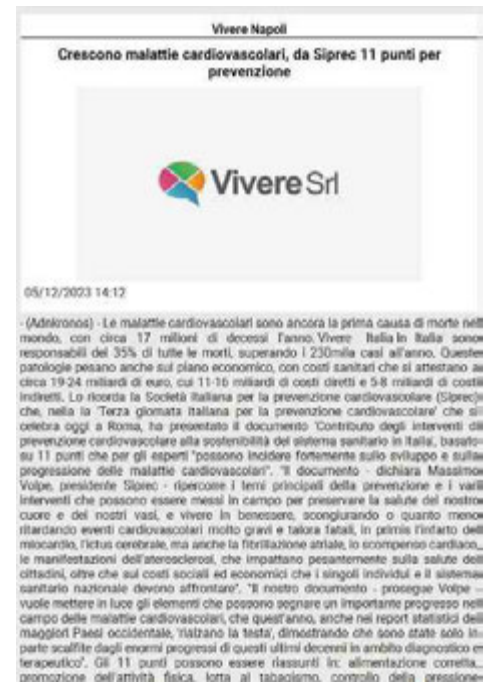 Vivere Napoli
Crescono malattie cardiovascolari, da Siprec 11 punti per
prevenzione
Vivere Srl
05/12/2023 14:12
- (Adnkronos) - Le malattie cardiovascolari sono ancora la prima causa di morte nel
mondo, con circa 17 milioni di decessi l'anno. Vivere Italia In Italia sono
responsabili del 35% di tutte le morti, superando i 230mila casi all'anno. Queste
patologie pesano anche sul piano economico, con costi sanitari che si attestano a
circa 19-24 miliardi di euro, cui 11-16 miliardi di costi diretti e 5-8 miliardi di costi
indiretti. Lo ricorda la Società italiana per la prevenzione cardiovascolare (Siprec)
che, nella 'Terza giornata italiana per la prevenzione cardiovascolare' che si
celebra oggi a Roma, ha presentato il documento 'Contributo degli interventi di
prevenzione cardiovascolare alla sostenibilità del sistema sanitario in Italia', basato
su 11 punti che per gli esperti "possono incidere fortemente sullo sviluppo e sulla
progressione delle malattie cardiovascolari". "Il documento - dichiara Massimo
Volpe, presidente Siprec - ripercorre i temi principali della prevenzione e i vari
interventi che possono essere messi in campo per preservare la salute del nostro
cuore e dei nostri vasi, e vivere in benessere, scongiurando o quanto meno
ritardando eventi cardiovascolari molto gravi e talora fatali, in primis l'infarto del
miocardio, l'ictus cerebrale, ma anche la fibrillazione atriale, lo scompenso cardiaco,
le manifestazioni dell'aterosclerosi, che impattano pesantemente sulla salute dei
cittadini, oltre che sui costi sociali ed economici che i singoli individui e il sistema
sanitario nazionale devono affrontare". "Il nostro documento - prosegue Volpe -
vuole mettere in luce gli elementi che possono segnare un importante progresso nel
campo delle malattie cardiovascolari, che quest'anno, anche nei report statistici dei
maggiori Paesi occidentale, 'rialzano la testa', dimostrando che sono state solo in
parte scalfite dagli enormi progressi di questi ultimi decenni in ambito diagnostico e
terapeutico". Gli 11 punti possono essere riassunti in: alimentazione corretta,
promozione dell'attività fisica, lotta al tabagismo, controllo della pressione